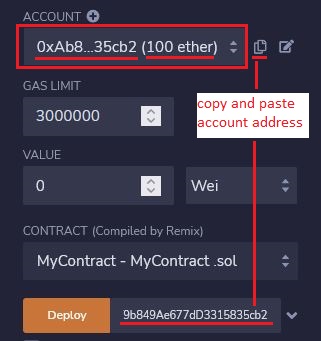 ACCOUNT
0xAb8...35cb2 (100 ether)
copy and paste
account address
GAS LIMIT
3000000
VALUE
0 Wei
CONTRACT (Compiled by Remix)
MyContract - MyContract .sol
Deploy 9b849Ae677dD3315835cb2